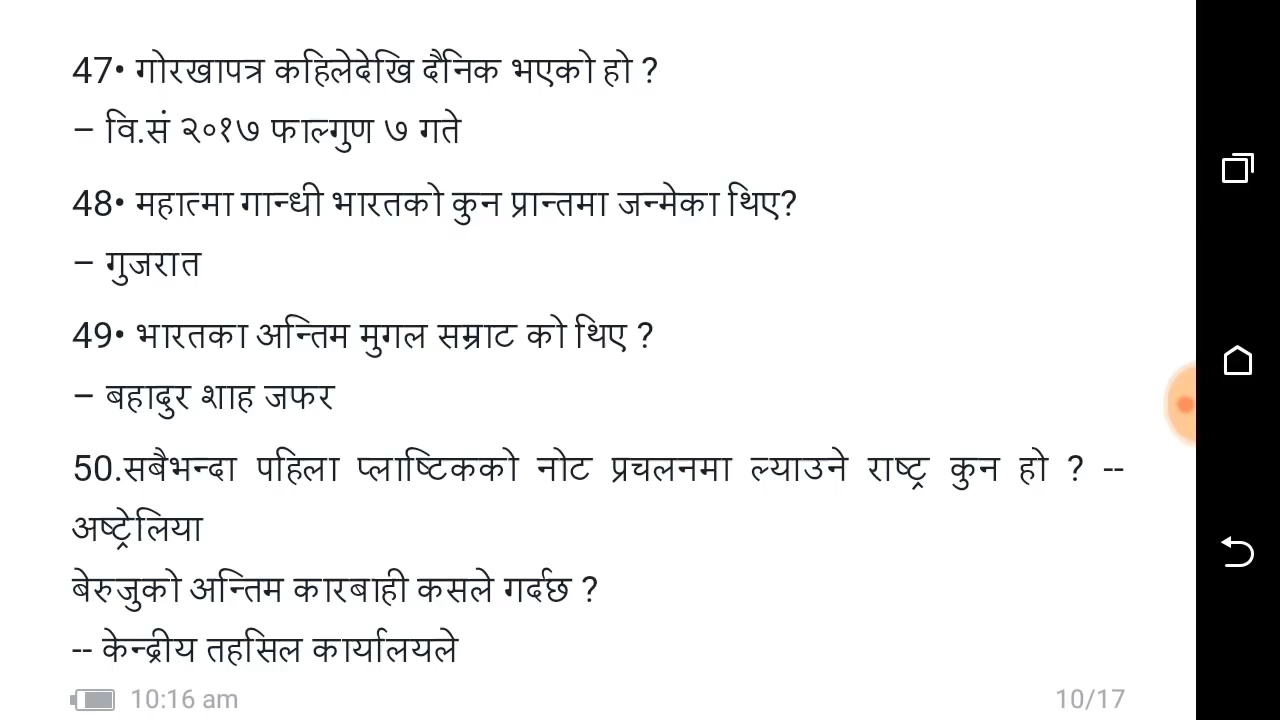 47• गोरखापत्र कहिलेदेखि दैनिक भएको हो ?
– वि.सं २०१७ फाल्गुण ७ गते
48• महात्मा गान्धी भारतको कुन प्रान्तमा जन्मेका थिए?
– गुजरात
49• भारतका अन्तिम मुगल सम्राट को थिए ?
– बहादुर शाह जफर
50.सबैभन्दा पहिला प्लाष्टिकको नोट प्रचलनमा ल्याउने राष्ट्र कुन हो ? --
अष्ट्रेलिया
बेरुजुको अन्तिम कारबाही कसले गर्दछ ?
-- केन्द्रीय तहसिल कार्यालयले
10:16 am 10/17